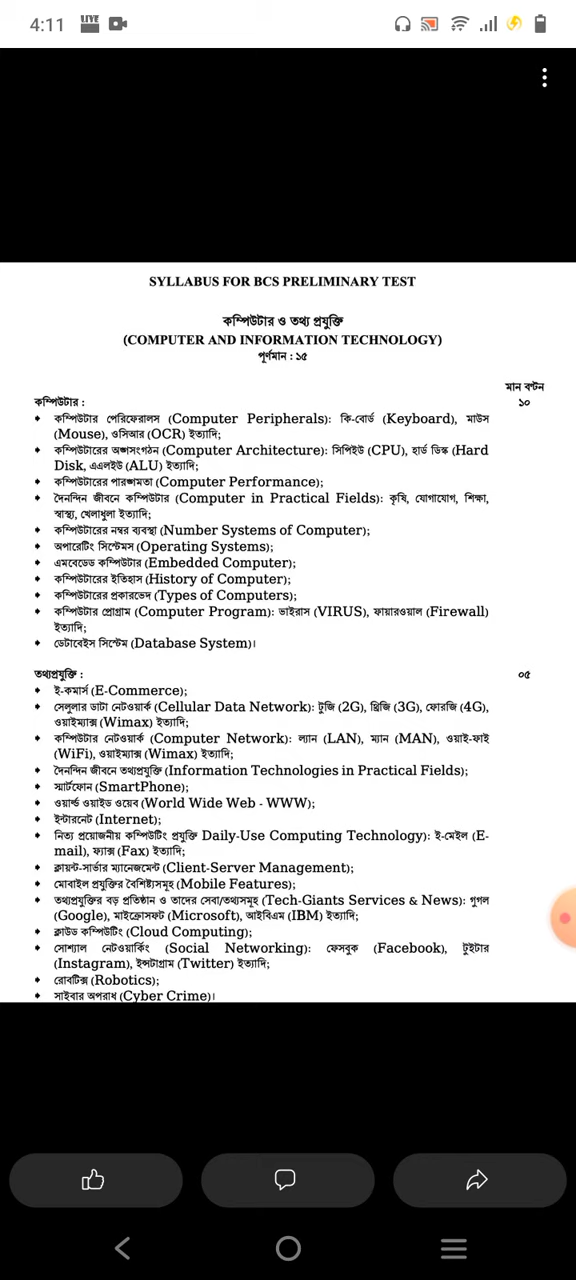 4:11
LIVE
SYLLABUS FOR BCS PRELIMINARY TEST
কম্পিউটার ও তথ্য প্রযুক্তি
(COMPUTER AND INFORMATION TECHNOLOGY)
পূর্ণমান : ১৫
মান বণ্টন
কম্পিউটার : ১০
• কম্পিউটার পেরিফেরালস (Computer Peripherals): কি-বোর্ড (Keyboard), মাউস
(Mouse), ওসিআর (OCR) ইত্যাদি;
• কম্পিউটারের অঙ্গসংগঠন (Computer Architecture): সিপিইউ (CPU), হার্ড ডিস্ক (Hard
Disk, এএলইউ (ALU) ইত্যাদি;
• কম্পিউটারের পারঙ্গমতা (Computer Performance);
• দৈনন্দিন জীবনে কম্পিউটার (Computer in Practical Fields): কৃষি, যোগাযোগ, শিক্ষা,
স্বাস্থ্য, খেলাধুলা ইত্যাদি;
• কম্পিউটারের নম্বর ব্যবস্থা (Number Systems of Computer);
• অপারেটিং সিস্টেমস (Operating Systems);
• এমবেডেড কম্পিউটার (Embedded Computer);
• কম্পিউটারের ইতিহাস (History of Computer);
• কম্পিউটারের প্রকারভেদ (Types of Computers);
• কম্পিউটার প্রোগ্রাম (Computer Program): ভাইরাস (VIRUS), ফায়ারওয়াল (Firewall)
ইত্যাদি;
• ডেটাবেইস সিস্টেম (Database System)।
তথ্যপ্রযুক্তি : ০৫
• ই-কমার্স (E-Commerce);
• সেলুলার ডাটা নেটওয়ার্ক (Cellular Data Network): টুজি (2G), থ্রিজি (3G), ফোরজি (4G),
ওয়াইম্যাক্স (Wimax) ইত্যাদি;
• কম্পিউটার নেটওয়ার্ক (Computer Network): ল্যান (LAN), ম্যান (MAN), ওয়াই-ফাই
(WiFi), ওয়াইম্যাক্স (Wimax) ইত্যাদি;
• দৈনন্দিন জীবনে তথ্যপ্রযুক্তি (Information Technologies in Practical Fields);
• স্মার্টফোন (SmartPhone);
• ওয়ার্ল্ড ওয়াইড ওয়েব (World Wide Web - WWW);
• ইন্টারনেট (Internet);
• নিত্য প্রয়োজনীয় কম্পিউটিং প্রযুক্তি Daily-Use Computing Technology): ই-মেইল (E-
mail), ফ্যাক্স (Fax) ইত্যাদি;
• ক্লায়ন্ট-সার্ভার ম্যানেজমেন্ট (Client-Server Management);
• মোবাইল প্রযুক্তির বৈশিষ্ট্যসমূহ (Mobile Features);
• তথ্যপ্রযুক্তির বড় প্রতিষ্ঠান ও তাদের সেবা/তথ্যসমূহ (Tech-Giants Services & News): গুগল
(Google), মাইক্রোসফট (Microsoft), আইবিএম (IBM) ইত্যাদি;
• ক্লাউড কম্পিউটিং (Cloud Computing);
• সোশ্যাল নেটওয়ার্কিং (Social Networking): ফেসবুক (Facebook), টুইটার
(Instagram), ইন্সটাগ্রাম (Twitter) ইত্যাদি;
• রোবটিক্স (Robotics);
• সাইবার অপরাধ (Cyber Crime)।